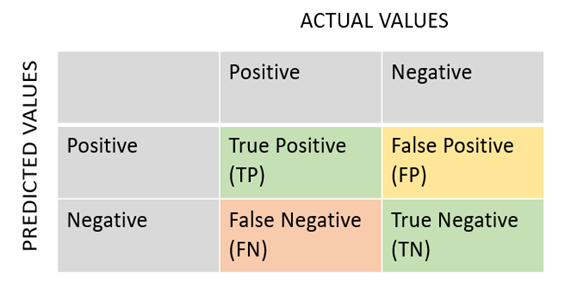 ACTUAL VALUES
PREDICTED VALUES
Positive
Negative
Positive
True Positive
(TP)
False Positive
(FP)
Negative
False Negative
(FN)
True Negative
(TN)